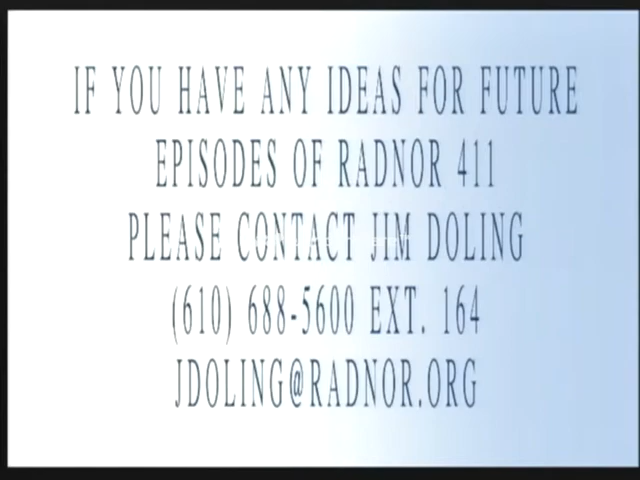 IF YOU HAVE ANY IDEAS FOR FUTURE
EPISODES OF RADNOR 411
PLEASE CONTACT JIM DOLING
(610) 688-5600 EXT. 164
JDOLING@RADNOR.ORG